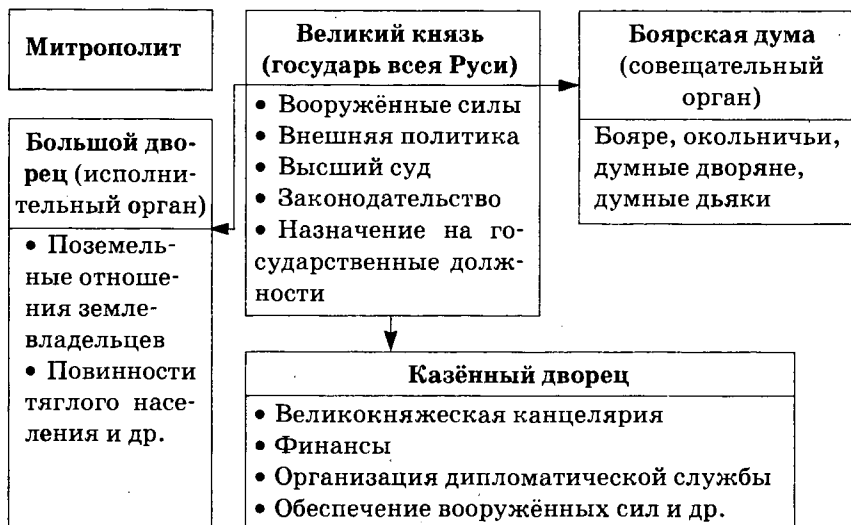 Митрополит
Великий князь
(государь всея Руси)
• Вооружённые силы
• Внешняя политика
• Высший суд
• Законодательство
• Назначение на го-
сударственные долж-
ности
Боярская дума
(совещательный
орган)
Бояре, окольничьи,
думные дворяне,
думные дьяки
Большой дво-
рец (исполни-
тельный орган)
• Поземель-
ные отноше-
ния земле-
владельцев
• Повинности
тяглого насе-
ления и др.
Казённый дворец
• Великокняжеская канцелярия
• Финансы
• Организация дипломатической службы
• Обеспечение вооружённых сил и др.